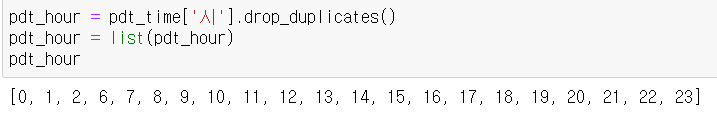 pdt_hour = pdt_time['시'].drop_duplicates()
pdt_hour = list(pdt_hour)
pdt_hour
[0, 1, 2, 6, 7, 8, 9, 10, 11, 12, 13, 14, 15, 16, 17, 18, 19, 20, 21, 22, 23]